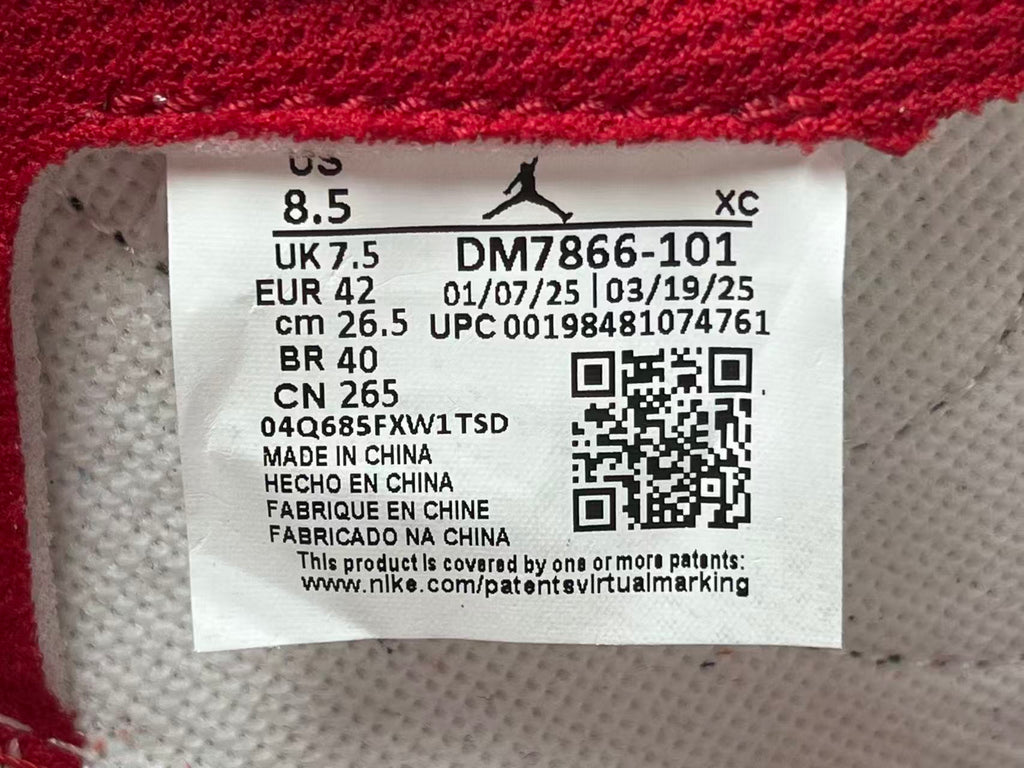 US
8.5
XC
UK 7.5
DM7866-101
EUR 42
01/07/25 | 03/19/25
cm 26.5
UPC 00198481074761
BR 40
CN 265
04Q685FXW1TSD
MADE IN CHINA
HECHO EN CHINA
FABRIQUE EN CHINE
FABRICADO NA CHINA
This product is covered by one or more patents:
www.nike.com/patentsvirtualmarking